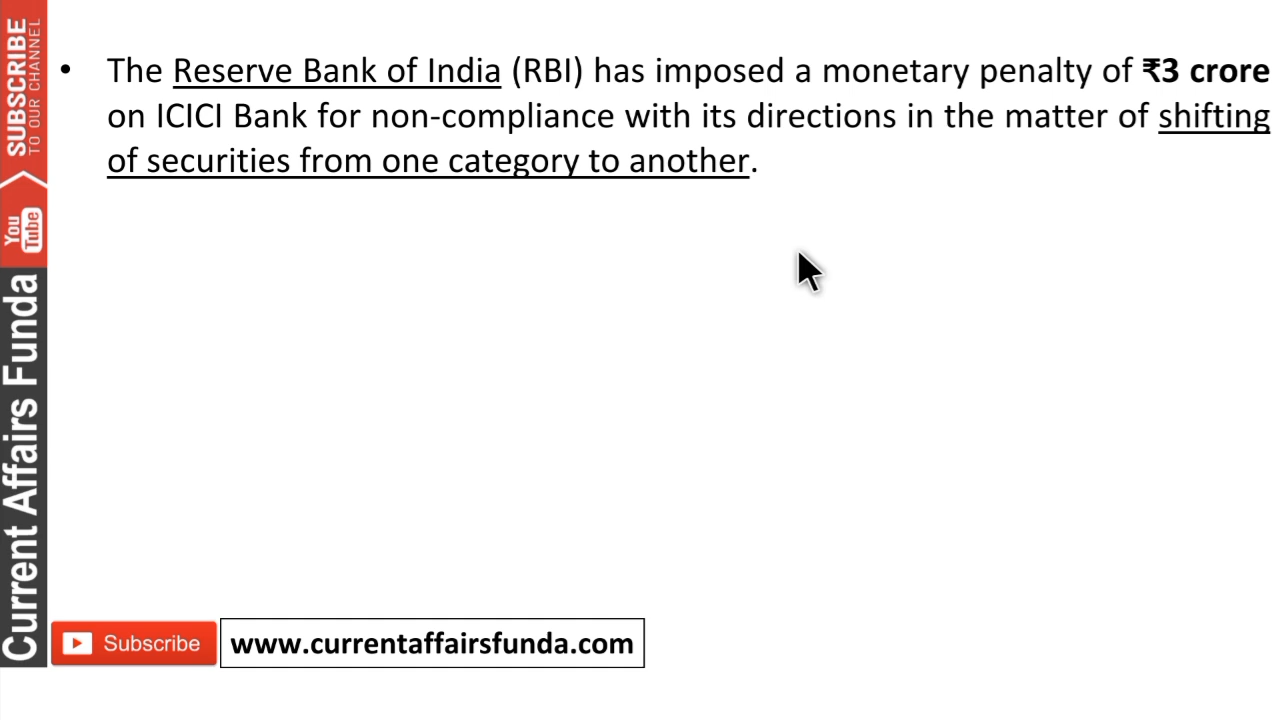 • The Reserve Bank of India (RBI) has imposed a monetary penalty of ₹3 crore
on ICICI Bank for non-compliance with its directions in the matter of shifting
of securities from one category to another.
SUBSCRIBE
TO OUR CHANNEL
You
Tube
Current Affairs Funda
Subscribe
www.currentaffairsfunda.com